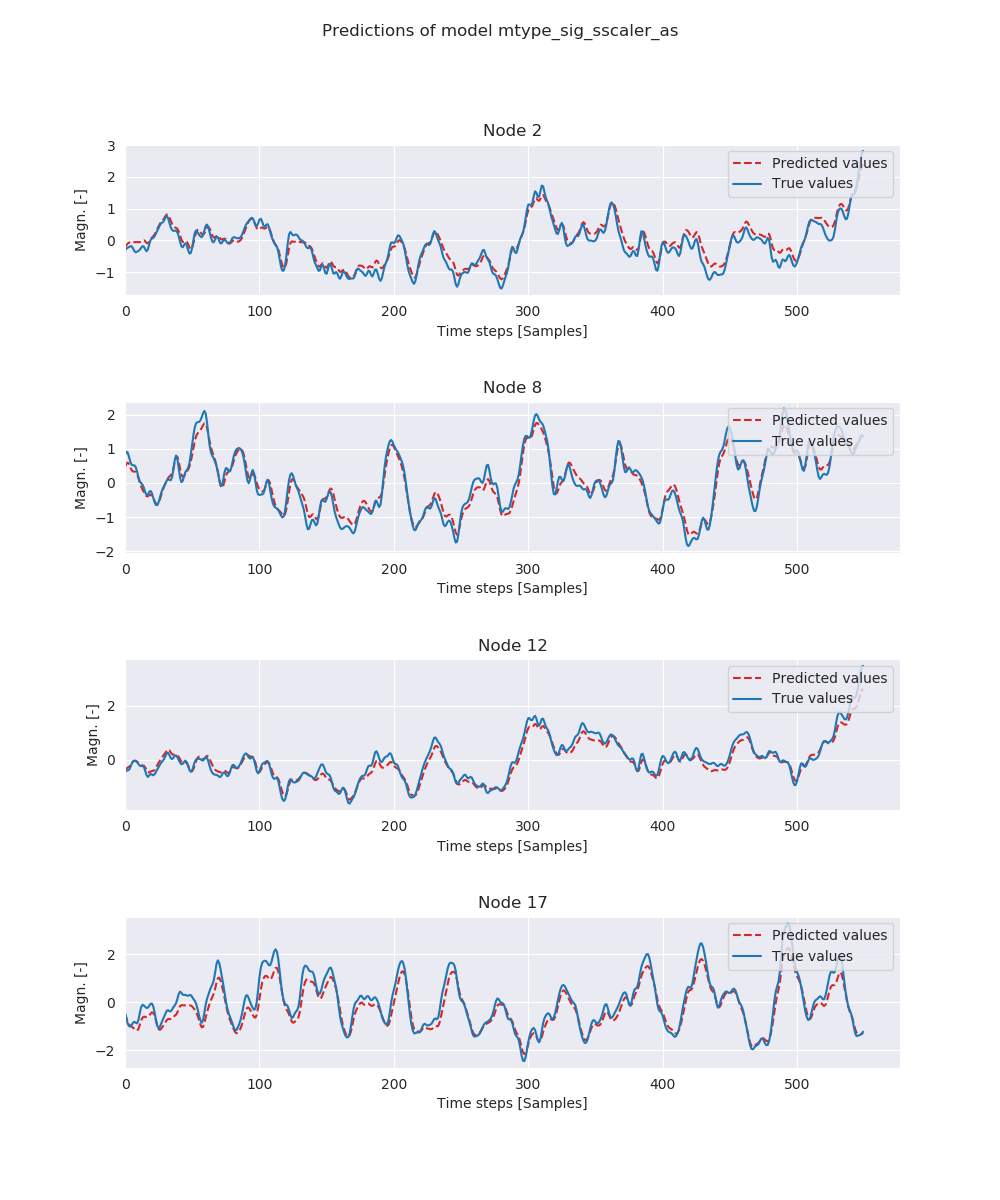 Predictions of model mtype_sig_sscaler_as
Node 2
Magn. [-]
3
2
1
0
−1
Predicted values
True values
0 100 200 300 400 500
Time steps [Samples]
Node 8
Magn. [-]
2
1
0
−1
−2
Predicted values
True values
0 100 200 300 400 500
Time steps [Samples]
Node 12
Magn. [-]
2
0
Predicted values
True values
0 100 200 300 400 500
Time steps [Samples]
Node 17
Magn. [-]
2
0
−2
Predicted values
True values
0 100 200 300 400 500
Time steps [Samples]